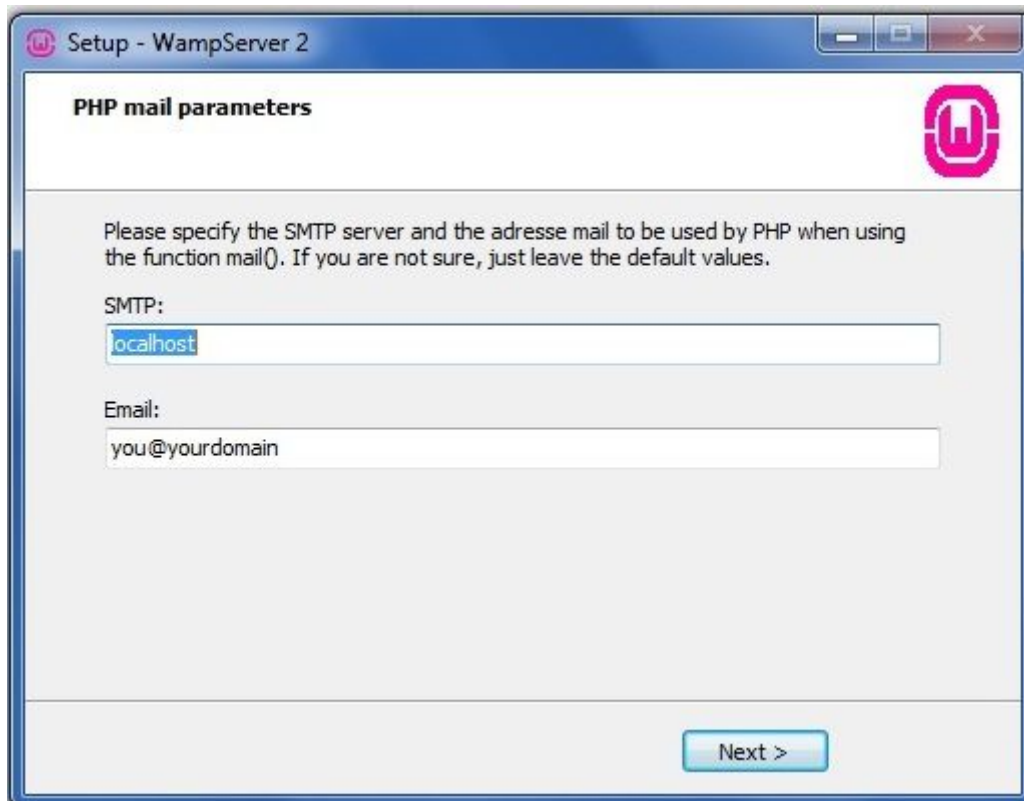 Setup - WampServer 2
PHP mail parameters
Please specify the SMTP server and the adresse mail to be used by PHP when using
the function mail(). If you are not sure, just leave the default values.
SMTP:
localhost
Email:
you@yourdomain
Next >